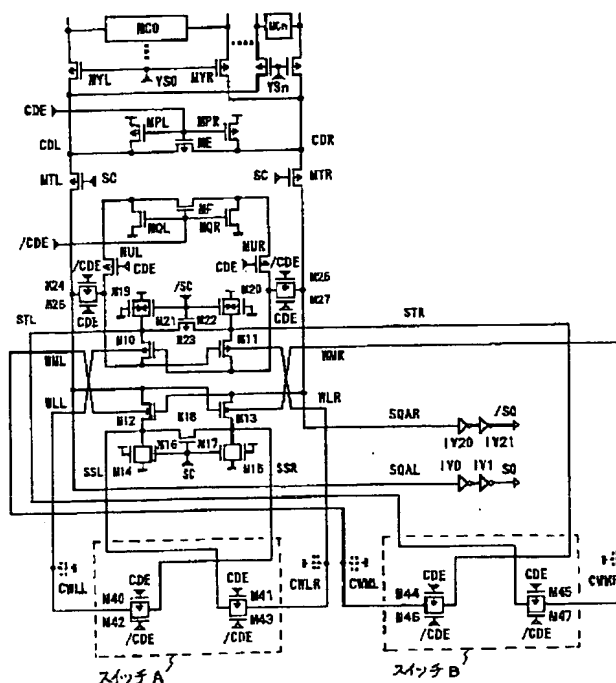 MC0
MCn
MYL
YS0
MYR
YSn
CDE
MPL
MPR
ME
CDL
CDR
MTL
SC
SC
MTR
MF
MQL
MQR
/CDE
MUL
CDE
MUR
CDE
/CDE
M24
M25
CDE
M19
/SC
M20
/CDE
M26
M27
CDE
STL
M21
M22
M23
STR
M10
M11
WML
WMR
WLL
WLR
M12
M18
M13
SQAR
/SQ
IV20
IV21
M16
M17
M14
SC
M15
SSL
SSR
SQAL
IV0
IV1
SQ
CWLL
CWLR
CWML
CWMR
M40
CDE
M42
/CDE
CDE
M41
M43
/CDE
M44
CDE
M46
/CDE
CDE
M45
M47
/CDE
スイッチA
スイッチB